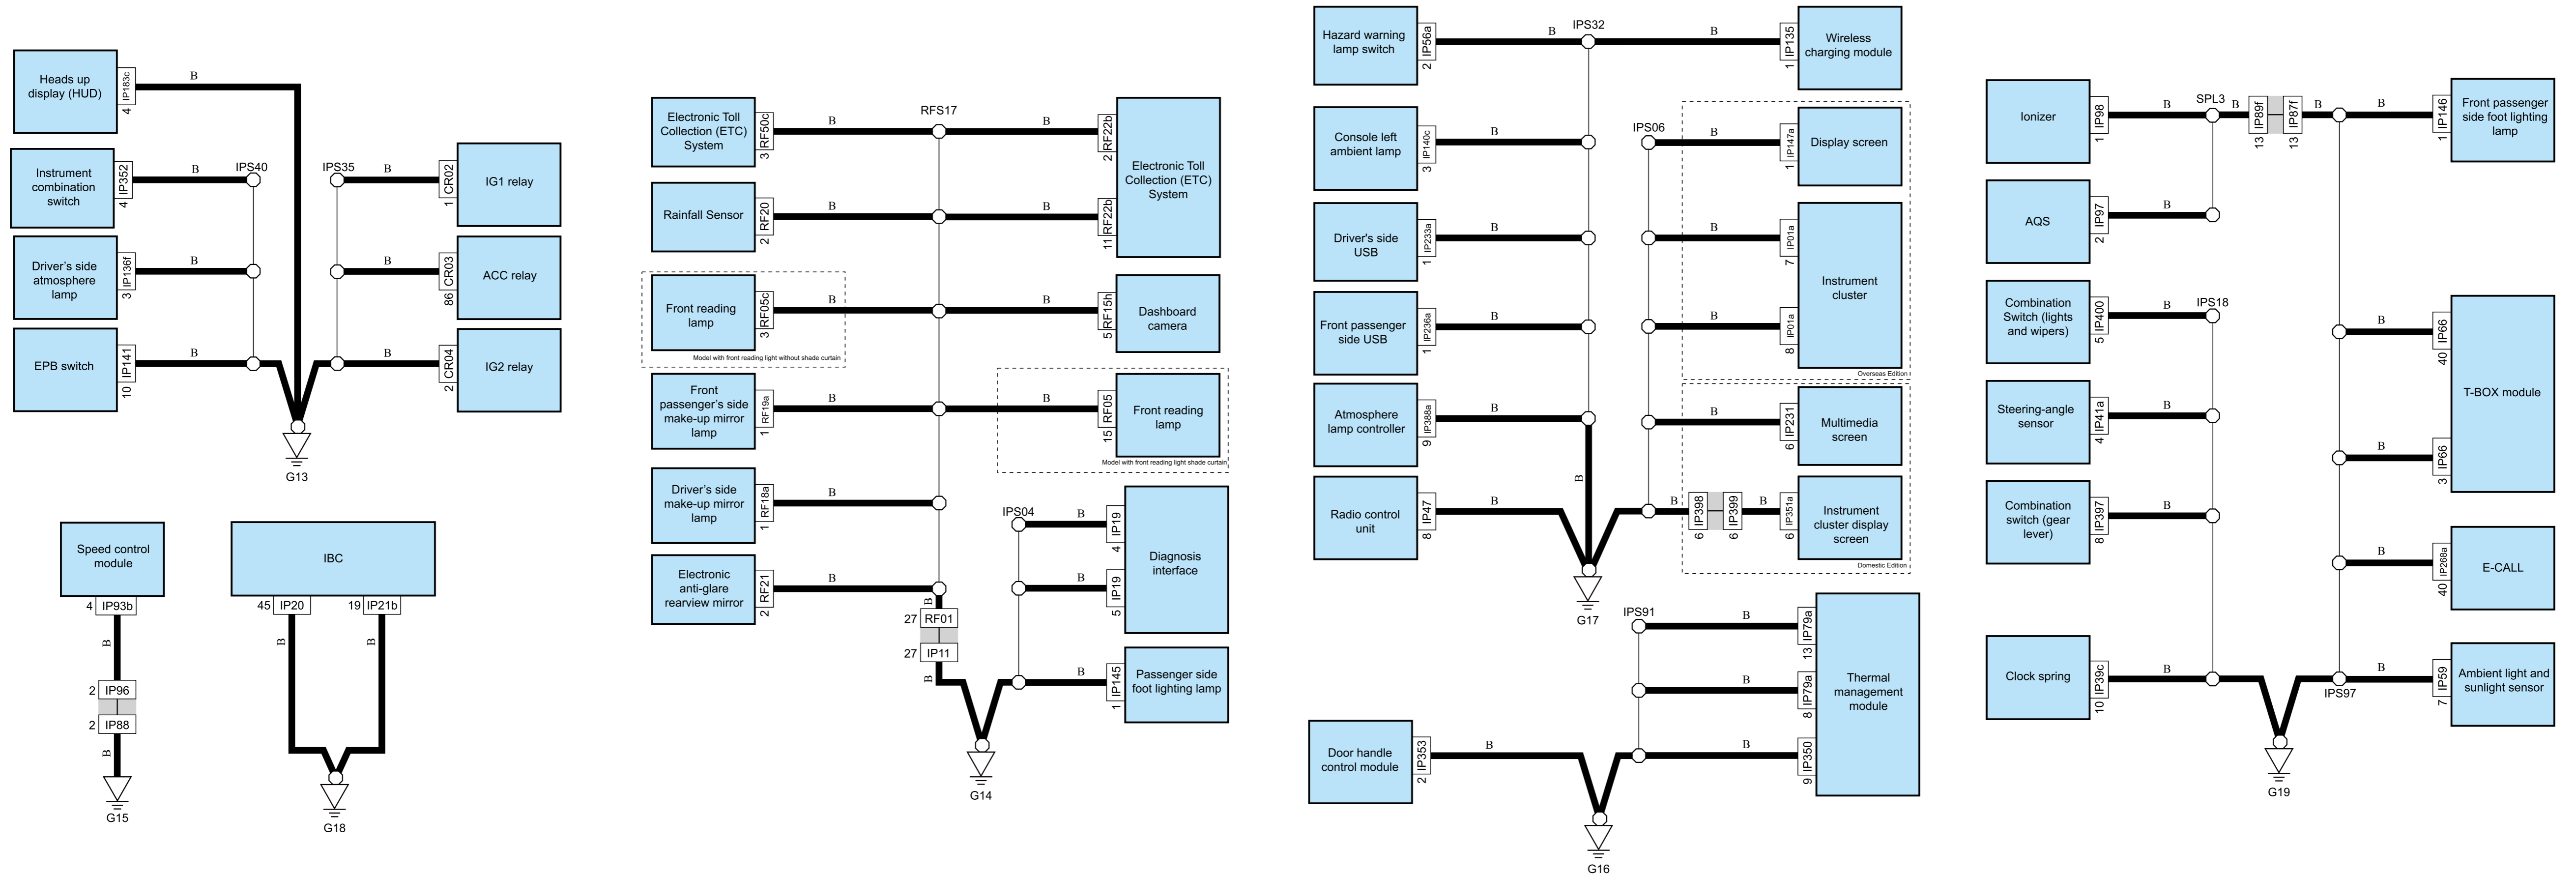 Heads up
display (HUD)
IP183c
4
B
Instrument
combination
switch
IP352
4
B
IPS40
Driver's side
atmosphere
lamp
IP136f
3
B
EPB switch
IP141
10
B
IPS35
B
CR02
1
IG1 relay
B
CR03
86
ACC relay
B
CR04
2
IG2 relay
G13
Speed control
module
4
IP93b
B
2
IP96
2
IP88
B
G15
IBC
45
IP20
19
IP21b
B
B
G18
Electronic Toll
Collection (ETC)
System
RF50c
3
B
RFS17
B
RF22b
2
Electronic Toll
Collection (ETC)
System
Rainfall Sensor
RF20
2
B
B
RF22b
11
Front reading
lamp
RF05c
3
B
Model with front reading light without shade curtain
B
RF15h
5
Dashboard
camera
Front
passenger's side
make-up mirror
lamp
RF19a
1
B
B
RF05
15
Front reading
lamp
Model with front reading light shade curtain
Driver's side
make-up mirror
lamp
RF18a
1
B
Electronic
anti-glare
rearview mirror
RF21
2
B
B
27
RF01
27
IP11
B
IPS04
B
IP19
4
B
IP19
5
Diagnosis
interface
B
IP145
1
Passenger side
foot lighting lamp
G14
Hazard warning
lamp switch
IP56a
2
B
IPS32
B
IP135
1
Wireless
charging module
Console left
ambient lamp
IP140c
3
B
Driver's side
USB
IP233a
1
B
Front passenger
side USB
IP236a
1
B
Atmosphere
lamp controller
IP388a
9
B
B
Radio control
unit
IP47
8
B
IPS06
B
IP147a
1
Display screen
B
IP01a
7
B
IP01a
8
Instrument
cluster
Overseas Edition
B
IP231
6
Multimedia
screen
B
IP398
6
IP399
6
B
IP351a
6
Instrument
cluster display
screen
Domestic Edition
G17
IPS91
B
IP79a
13
B
IP79a
8
B
IP350
9
Thermal
management
module
Door handle
control module
IP353
2
B
G16
Ionizer
IP98
1
B
SPL3
B
IP89f
13
IP87f
13
B
B
IP146
1
Front passenger
side foot lighting
lamp
AQS
IP97
2
B
Combination
Switch (lights
and wipers)
IP400
5
B
IPS18
Steering-angle
sensor
IP41a
4
B
Combination
switch (gear
lever)
IP397
8
B
Clock spring
IP39c
10
B
B
IP66
40
B
IP66
3
T-BOX module
B
IP268a
40
E-CALL
IPS97
B
IP59
7
Ambient light and
sunlight sensor
G19